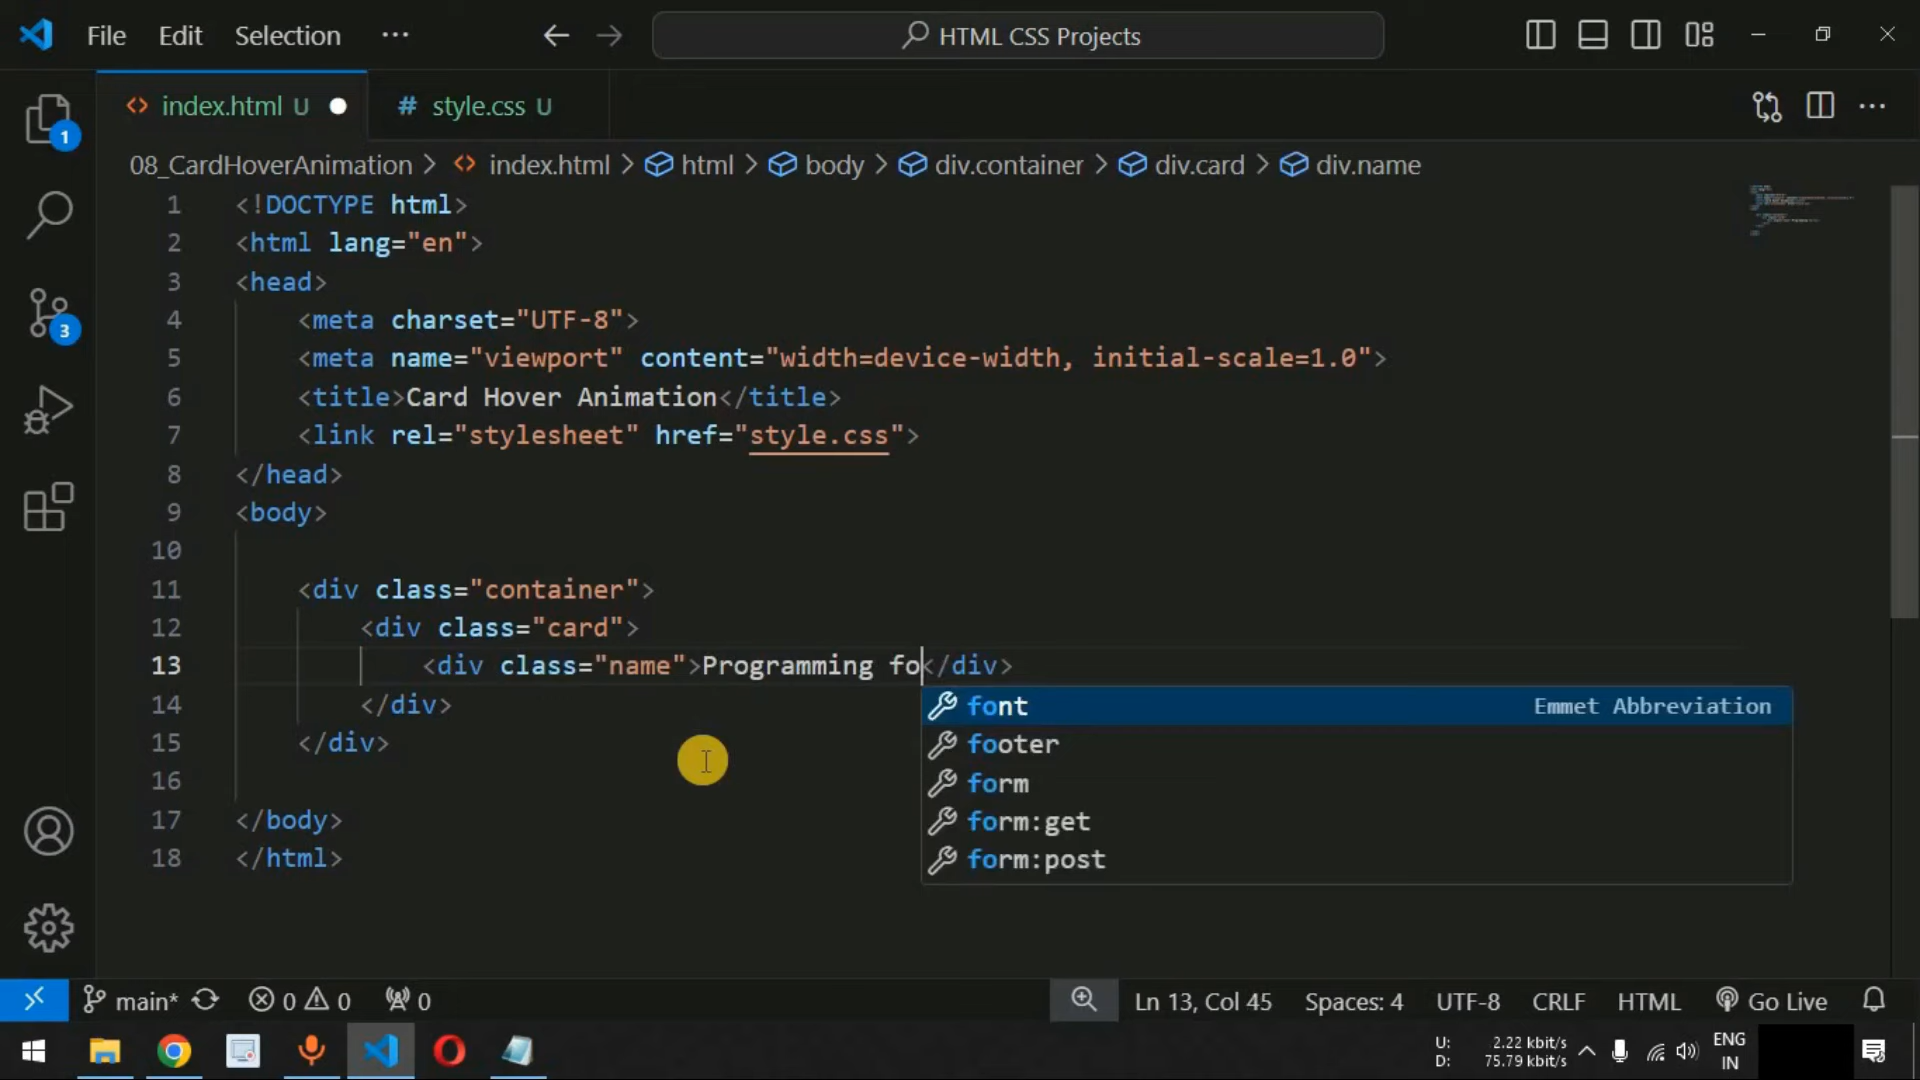 File Edit Selection ··· HTML CSS Projects
index.html U style.css U
08_CardHoverAnimation > index.html > html > body > div.container > div.card > div.name
1 <!DOCTYPE html>
2 <html lang="en">
3 <head>
4 <meta charset="UTF-8">
5 <meta name="viewport" content="width=device-width, initial-scale=1.0">
6 <title>Card Hover Animation</title>
7 <link rel="stylesheet" href="style.css">
8 </head>
9 <body>
10
11 <div class="container">
12 <div class="card">
13 <div class="name">Programming fo</div>
font Emmet Abbreviation
14 </div>
footer
15 </div>
form
16
form:get
17 </body>
form:post
18 </html>
1
3
main* 0 0 0 Ln 13, Col 45 Spaces: 4 UTF-8 CRLF HTML Go Live
U: 2.22 kbit/s
D: 75.79 kbit/s
ENG
IN